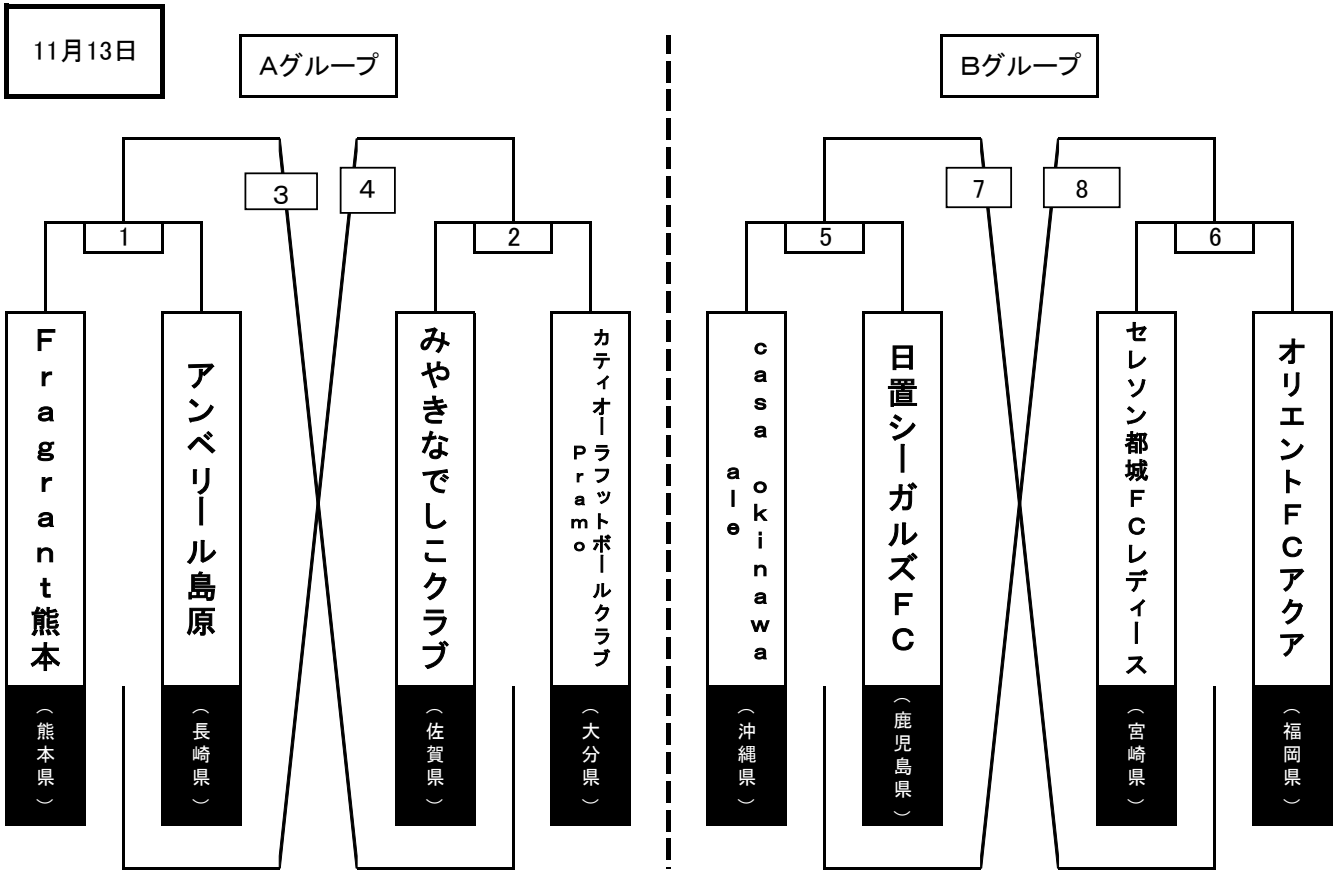 11月13日
Aグループ
Bグループ
3
4
7
8
1
2
5
6
Fragrant熊本
アンベリール島原
みやきなでしこクラブ
カティオーラフットボールクラブ
Pramo
casa okinawa
ale
日置シーガルズFC
セレソン都城FCレディース
オリエントFCアクア
（熊本県）
（長崎県）
（佐賀県）
（大分県）
（沖縄県）
（鹿児島県）
（宮崎県）
（福岡県）